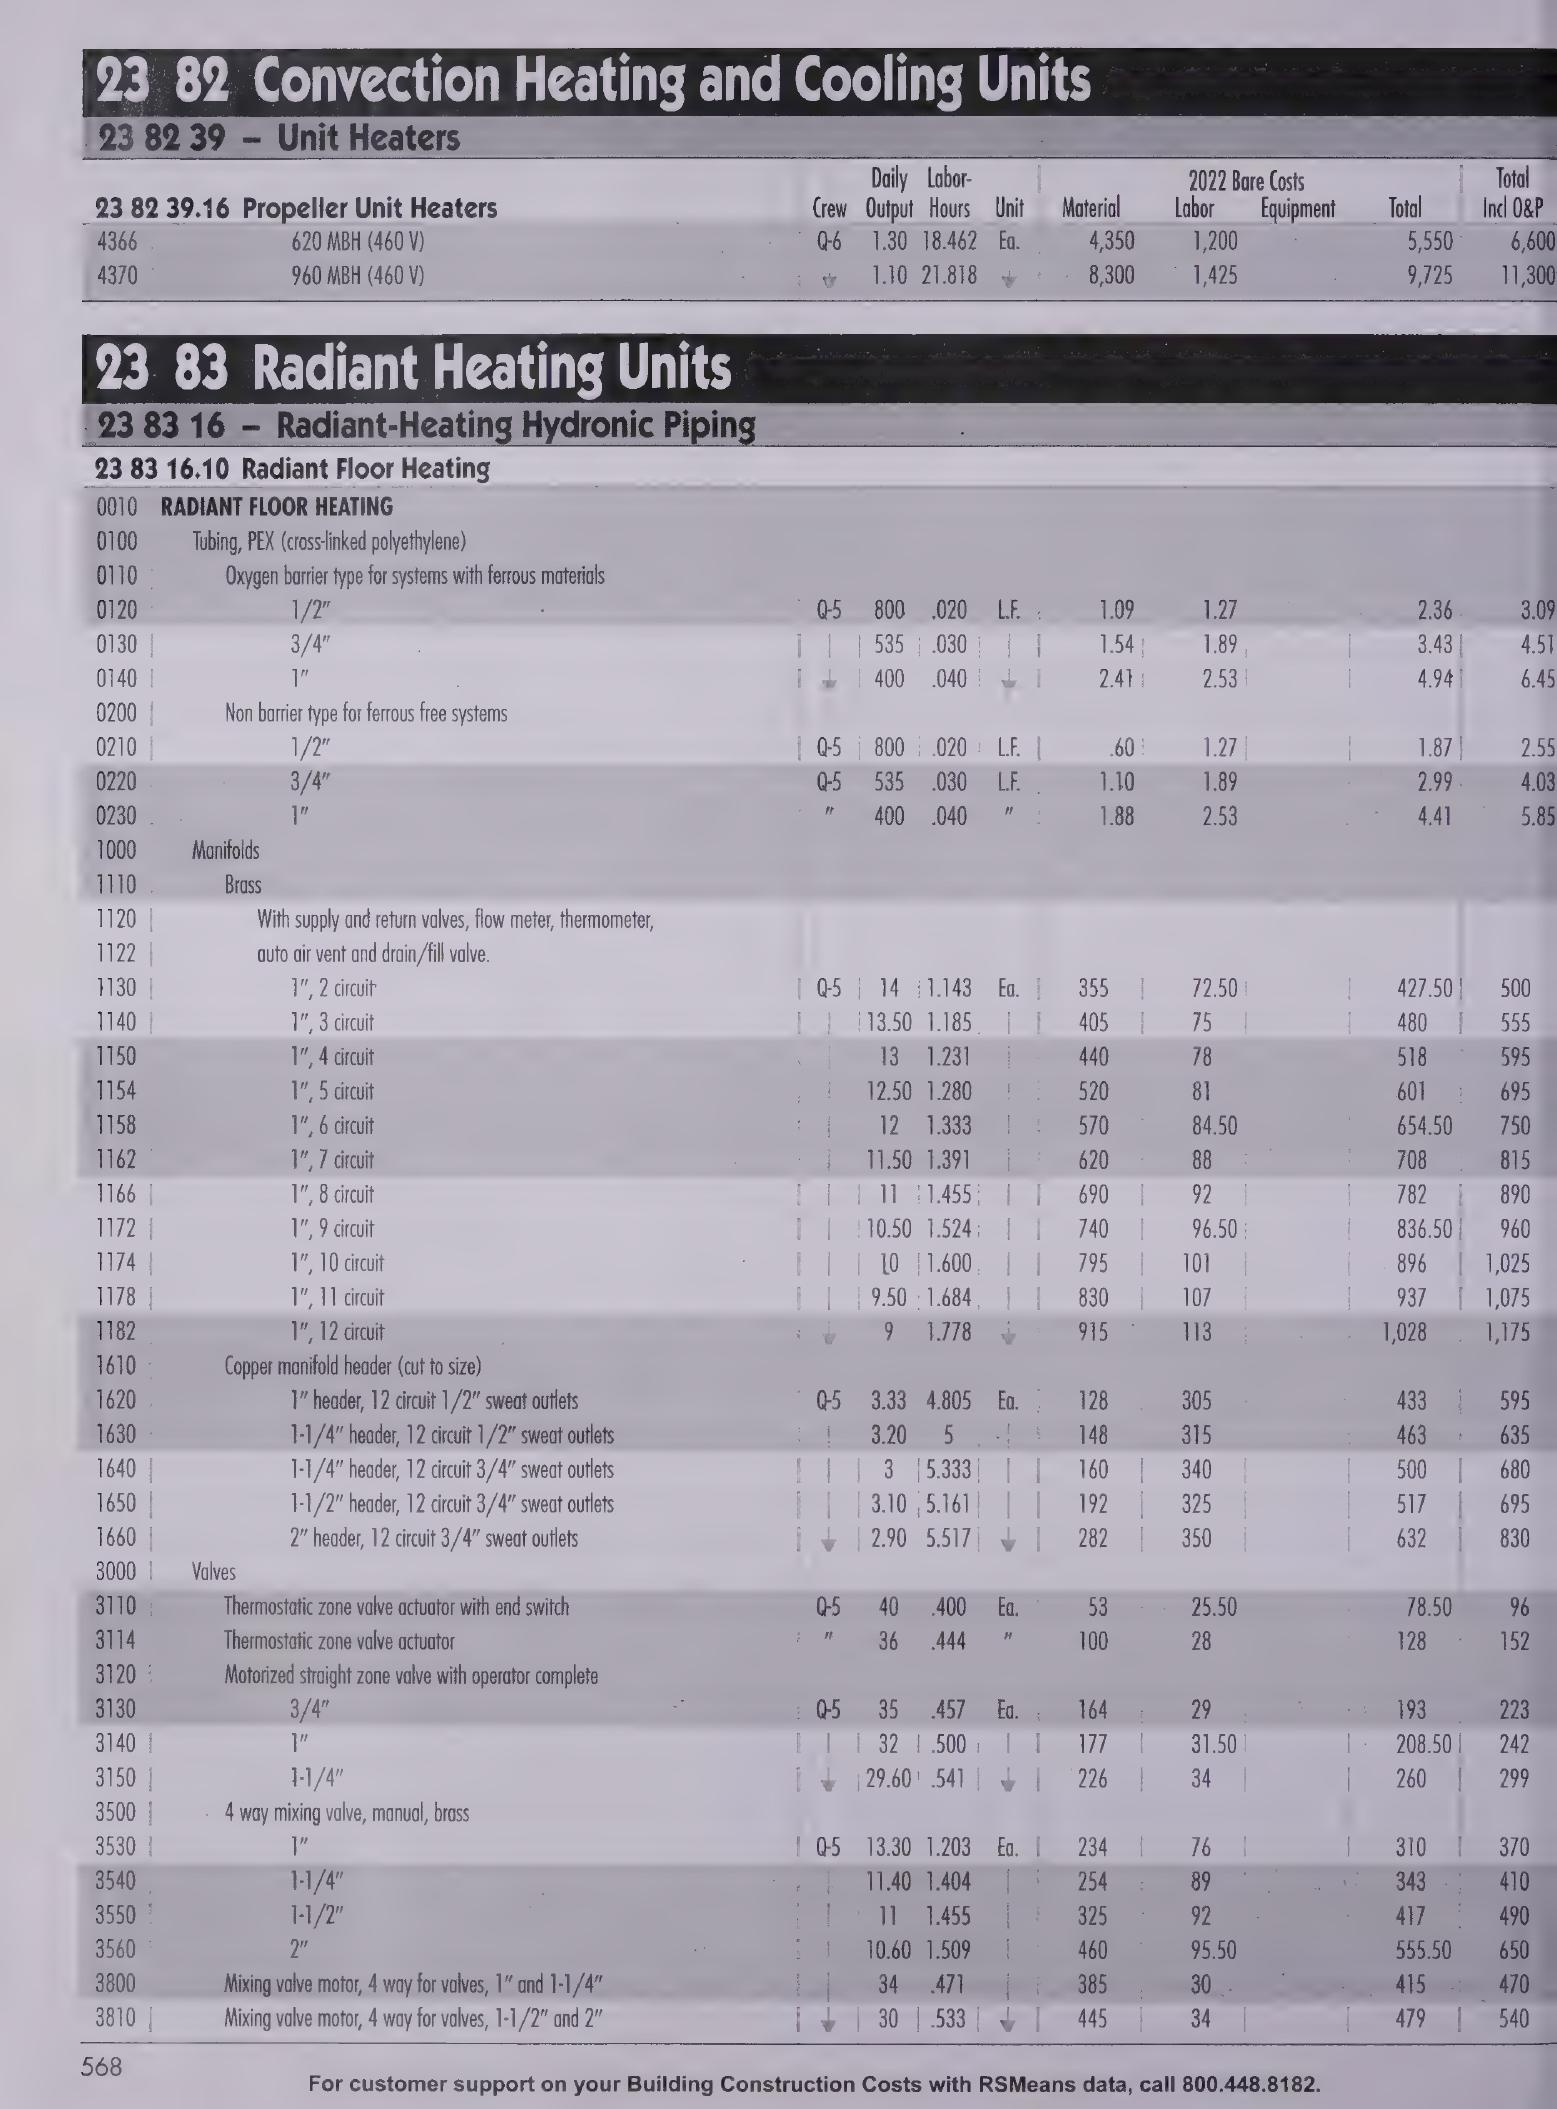 23 82 Convection Heating and Cooling Units
23 82 39 – Unit Heaters
Daily Labor- 2022 Bare Costs Total
23 82 39.16 Propeller Unit Heaters Crew Output Hours Unit Material Labor Equipment Total Incl O&P
4366 620 MBH (460 V) Q-6 1.30 18.462 Ea. 4,350 1,200 5,550 6,600
4370 960 MBH (460 V) 1.10 21.818 8,300 1,425 9,725 11,300
23 83 Radiant Heating Units
23 83 16 – Radiant-Heating Hydronic Piping
23 83 16.10 Radiant Floor Heating
0010 RADIANT FLOOR HEATING
0100 Tubing, PEX (cross-linked polyethylene)
0110 Oxygen barrier type for systems with ferrous materials
0120 1/2" Q-5 800 .020 L.F. 1.09 1.27 2.36 3.09
0130 3/4" 535 .030 1.54 1.89 3.43 4.51
0140 1" 400 .040 2.41 2.53 4.94 6.45
0200 Non barrier type for ferrous free systems
0210 1/2" Q-5 800 .020 L.F. .60 1.27 1.87 2.55
0220 3/4" Q-5 535 .030 L.F. 1.10 1.89 2.99 4.03
0230 1" " 400 .040 " 1.88 2.53 4.41 5.85
1000 Manifolds
1110 Brass
1120 With supply and return valves, flow meter, thermometer,
1122 auto air vent and drain/fill valve.
1130 1", 2 circuit Q-5 14 1.143 Ea. 355 72.50 427.50 500
1140 1", 3 circuit 13.50 1.185 405 75 480 555
1150 1", 4 circuit 13 1.231 440 78 518 595
1154 1", 5 circuit 12.50 1.280 520 81 601 695
1158 1", 6 circuit 12 1.333 570 84.50 654.50 750
1162 1", 7 circuit 11.50 1.391 620 88 708 815
1166 1", 8 circuit 11 1.455 690 92 782 890
1172 1", 9 circuit 10.50 1.524 740 96.50 836.50 960
1174 1", 10 circuit 10 1.600 795 101 896 1,025
1178 1", 11 circuit 9.50 1.684 830 107 937 1,075
1182 1", 12 circuit 9 1.778 915 113 1,028 1,175
1610 Copper manifold header (cut to size)
1620 1" header, 12 circuit 1/2" sweat outlets Q-5 3.33 4.805 Ea. 128 305 433 595
1630 1-1/4" header, 12 circuit 1/2" sweat outlets 3.20 5 148 315 463 635
1640 1-1/4" header, 12 circuit 3/4" sweat outlets 3 5.333 160 340 500 680
1650 1-1/2" header, 12 circuit 3/4" sweat outlets 3.10 5.161 192 325 517 695
1660 2" header, 12 circuit 3/4" sweat outlets 2.90 5.517 282 350 632 830
3000 Valves
3110 Thermostatic zone valve actuator with end switch Q-5 40 .400 Ea. 53 25.50 78.50 96
3114 Thermostatic zone valve actuator " 36 .444 " 100 28 128 152
3120 Motorized straight zone valve with operator complete
3130 3/4" Q-5 35 .457 Ea. 164 29 193 223
3140 1" 32 .500 177 31.50 208.50 242
3150 1-1/4" 29.60 .541 226 34 260 299
3500 4 way mixing valve, manual, brass
3530 1" Q-5 13.30 1.203 Ea. 234 76 310 370
3540 1-1/4" 11.40 1.404 254 89 343 410
3550 1-1/2" 11 1.455 325 92 417 490
3560 2" 10.60 1.509 460 95.50 555.50 650
3800 Mixing valve motor, 4 way for valves, 1" and 1-1/4" 34 .471 385 30 415 470
3810 Mixing valve motor, 4 way for valves, 1-1/2" and 2" 30 .533 445 34 479 540
568
For customer support on your Building Construction Costs with RSMeans data, call 800.448.8182.